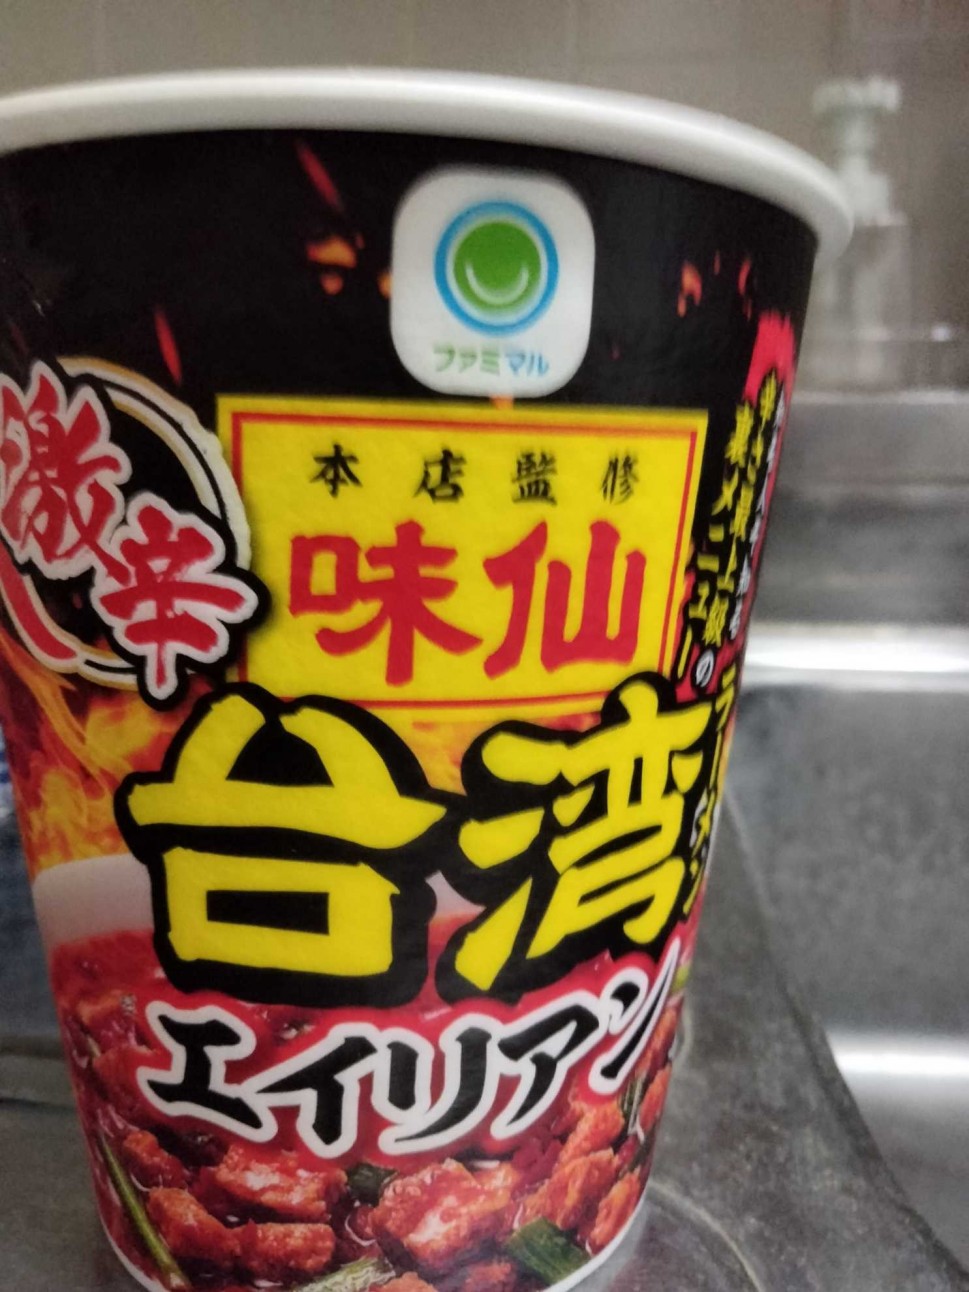 ファミマル
激辛
本店監修
味仙
台湾
エイリアン